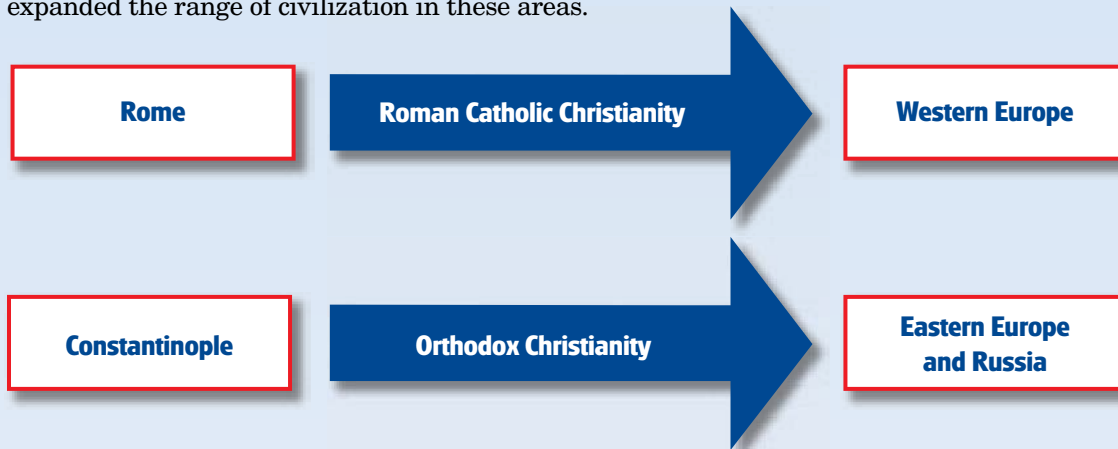 expanded the range of civilization in these areas.
Rome
Roman Catholic Christianity
Western Europe
Constantinople
Orthodox Christianity
Eastern Europe
and Russia